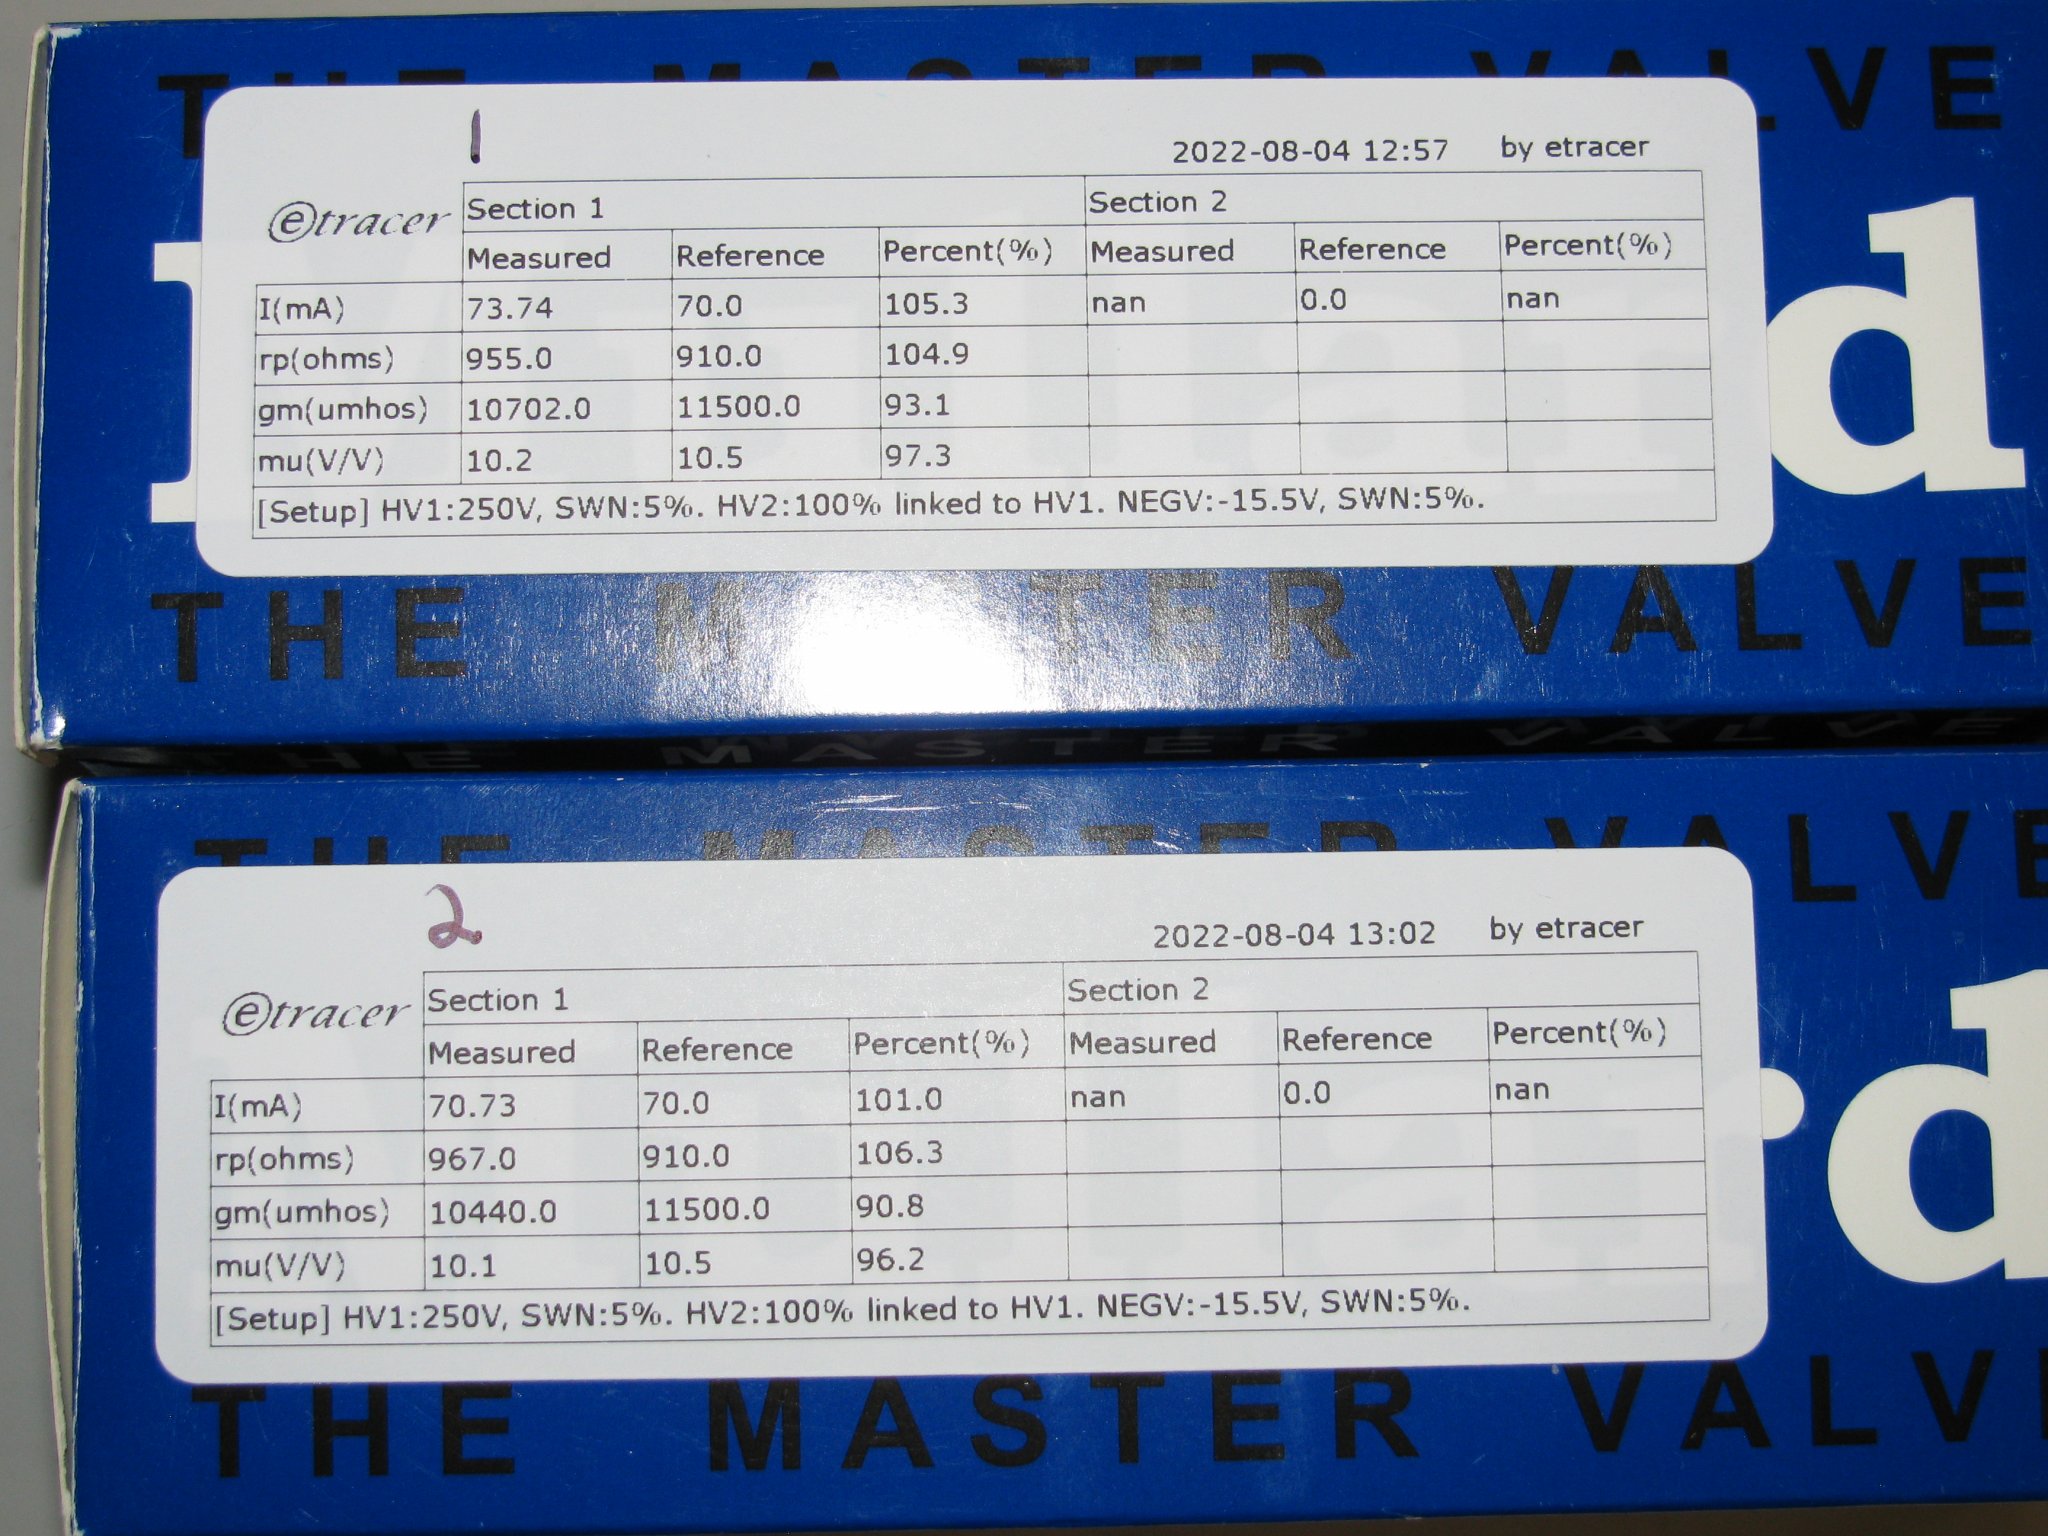 THE MASTER VALVE
1
2022-08-04 12:57 by etracer
etracer Section 1 Section 2
Measured Reference Percent(%) Measured Reference Percent(%)
I(mA) 73.74 70.0 105.3 nan 0.0 nan
rp(ohms) 955.0 910.0 104.9
gm(umhos) 10702.0 11500.0 93.1
mu(V/V) 10.2 10.5 97.3
[Setup] HV1:250V, SWN:5%. HV2:100% linked to HV1. NEGV:-15.5V, SWN:5%.
d
THE MASTER VALVE
THE MASTER VALVE
THE MASTER VALVE
2
2022-08-04 13:02 by etracer
etracer Section 1 Section 2
Measured Reference Percent(%) Measured Reference Percent(%)
I(mA) 70.73 70.0 101.0 nan 0.0 nan
rp(ohms) 967.0 910.0 106.3
gm(umhos) 10440.0 11500.0 90.8
mu(V/V) 10.1 10.5 96.2
[Setup] HV1:250V, SWN:5%. HV2:100% linked to HV1. NEGV:-15.5V, SWN:5%.
rd
THE MASTER VALV